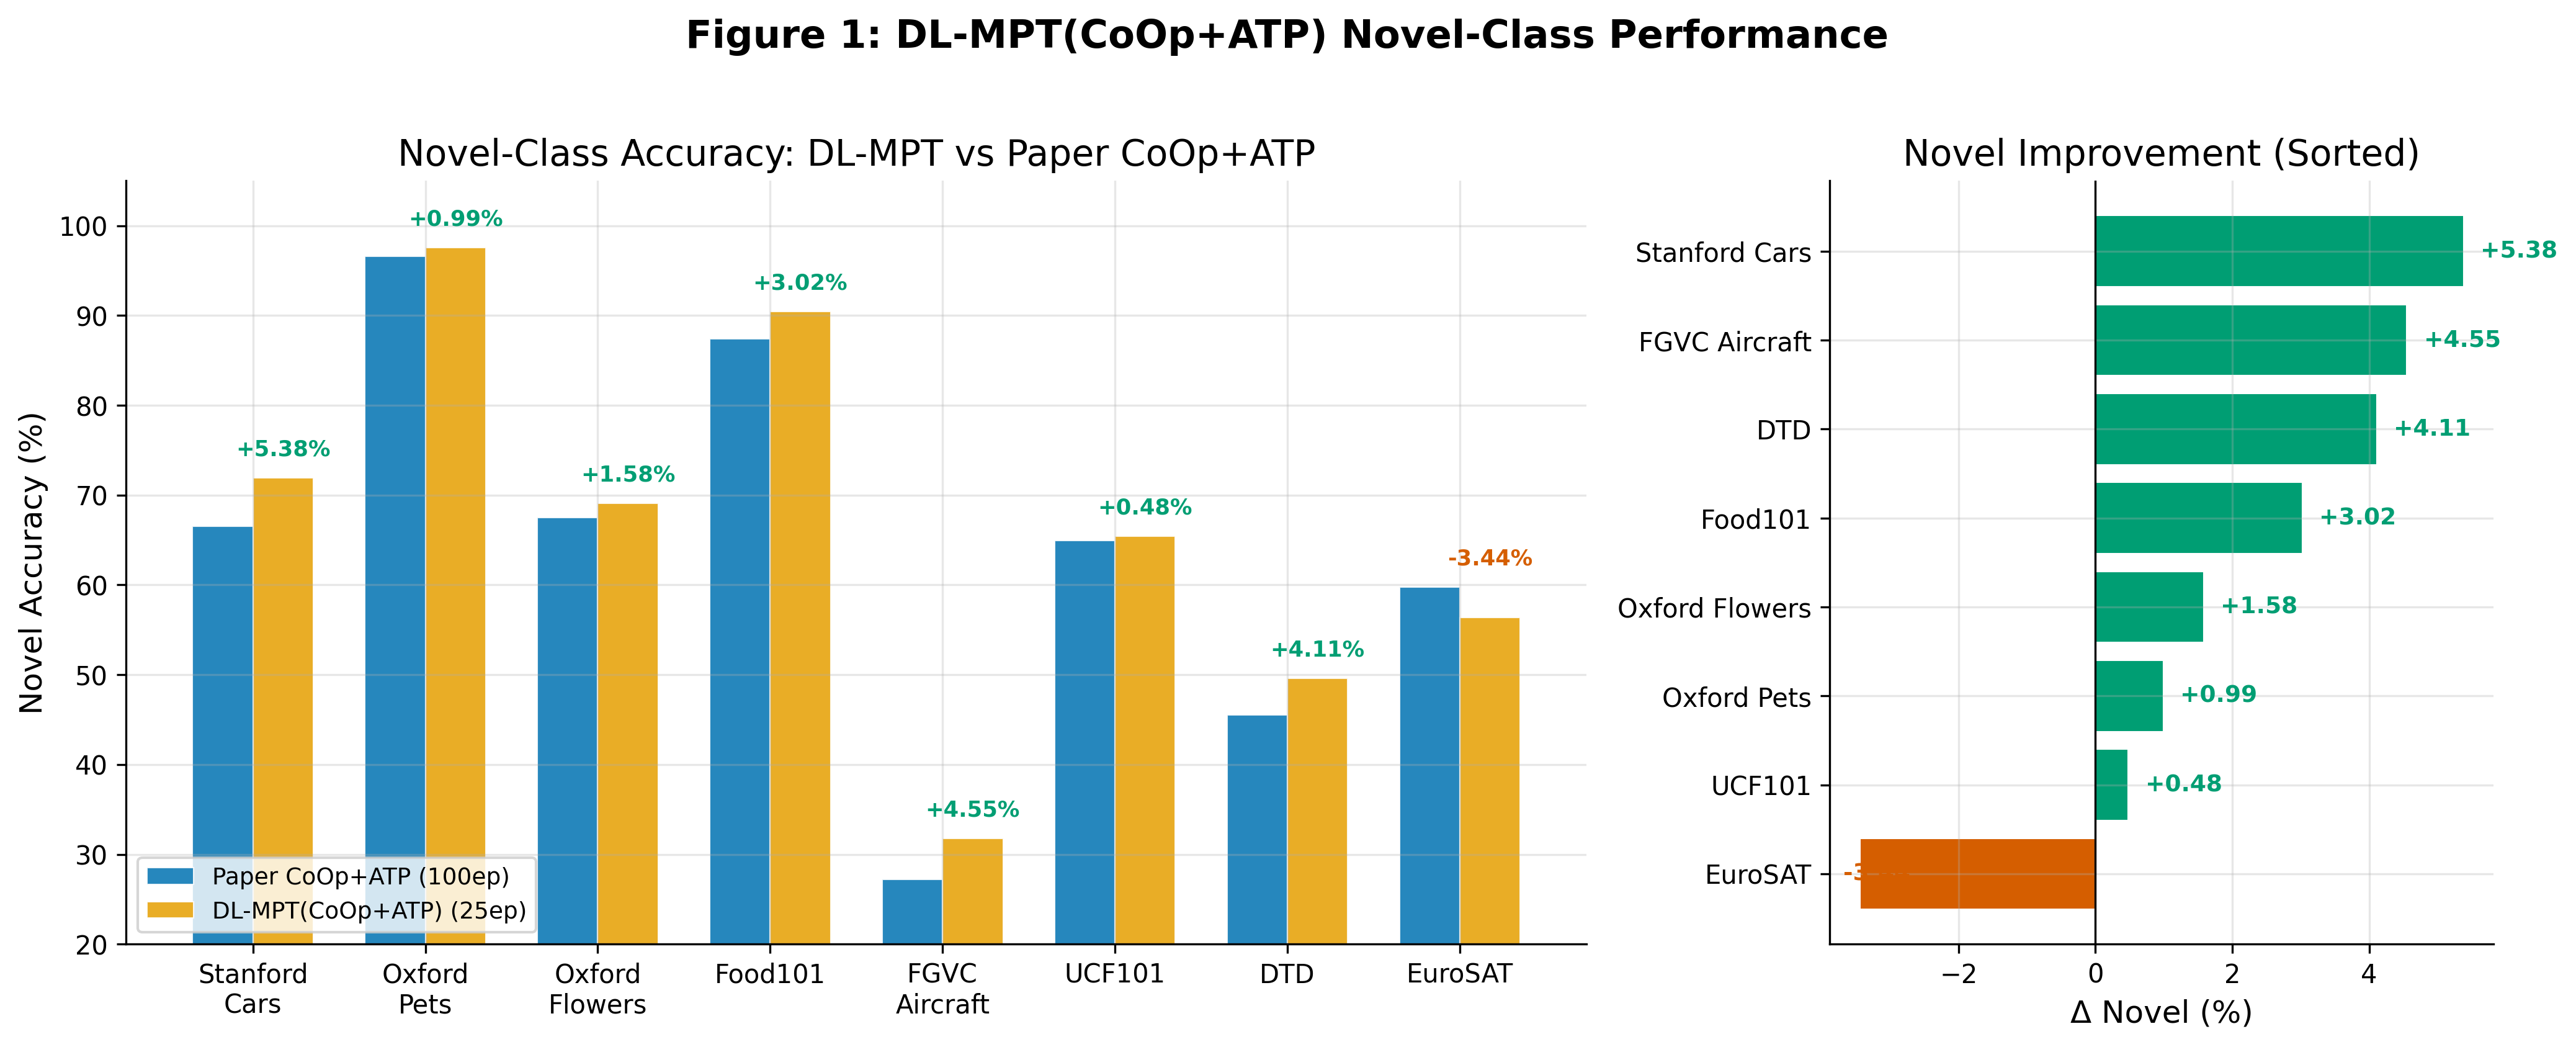 Figure 1: DL-MPT(CoOp+ATP) Novel-Class Performance
Novel-Class Accuracy: DL-MPT vs Paper CoOp+ATP
Novel Accuracy (%)
100
90
80
70
60
50
40
30
20
+5.38%
+0.99%
+1.58%
+3.02%
+4.55%
+0.48%
+4.11%
-3.44%
Paper CoOp+ATP (100ep)
DL-MPT(CoOp+ATP) (25ep)
Stanford
Cars
Oxford
Pets
Oxford
Flowers
Food101
FGVC
Aircraft
UCF101
DTD
EuroSAT
Novel Improvement (Sorted)
Stanford Cars
+5.38
FGVC Aircraft
+4.55
DTD
+4.11
Food101
+3.02
Oxford Flowers
+1.58
Oxford Pets
+0.99
UCF101
+0.48
EuroSAT
−2
0
2
4
Δ Novel (%)